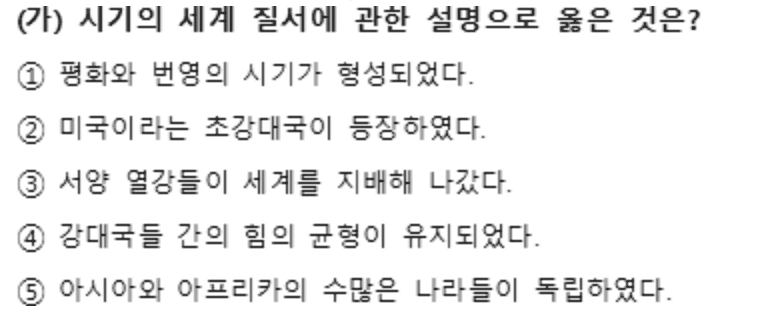 (가) 시기의 세계 질서에 관한 설명으로 옳은 것은?
① 평화와 번영의 시기가 형성되었다.
② 미국이라는 초강대국이 등장하였다.
③ 서양 열강들이 세계를 지배해 나갔다.
④ 강대국들 간의 힘의 균형이 유지되었다.
⑤ 아시아와 아프리카의 수많은 나라들이 독립하였다.